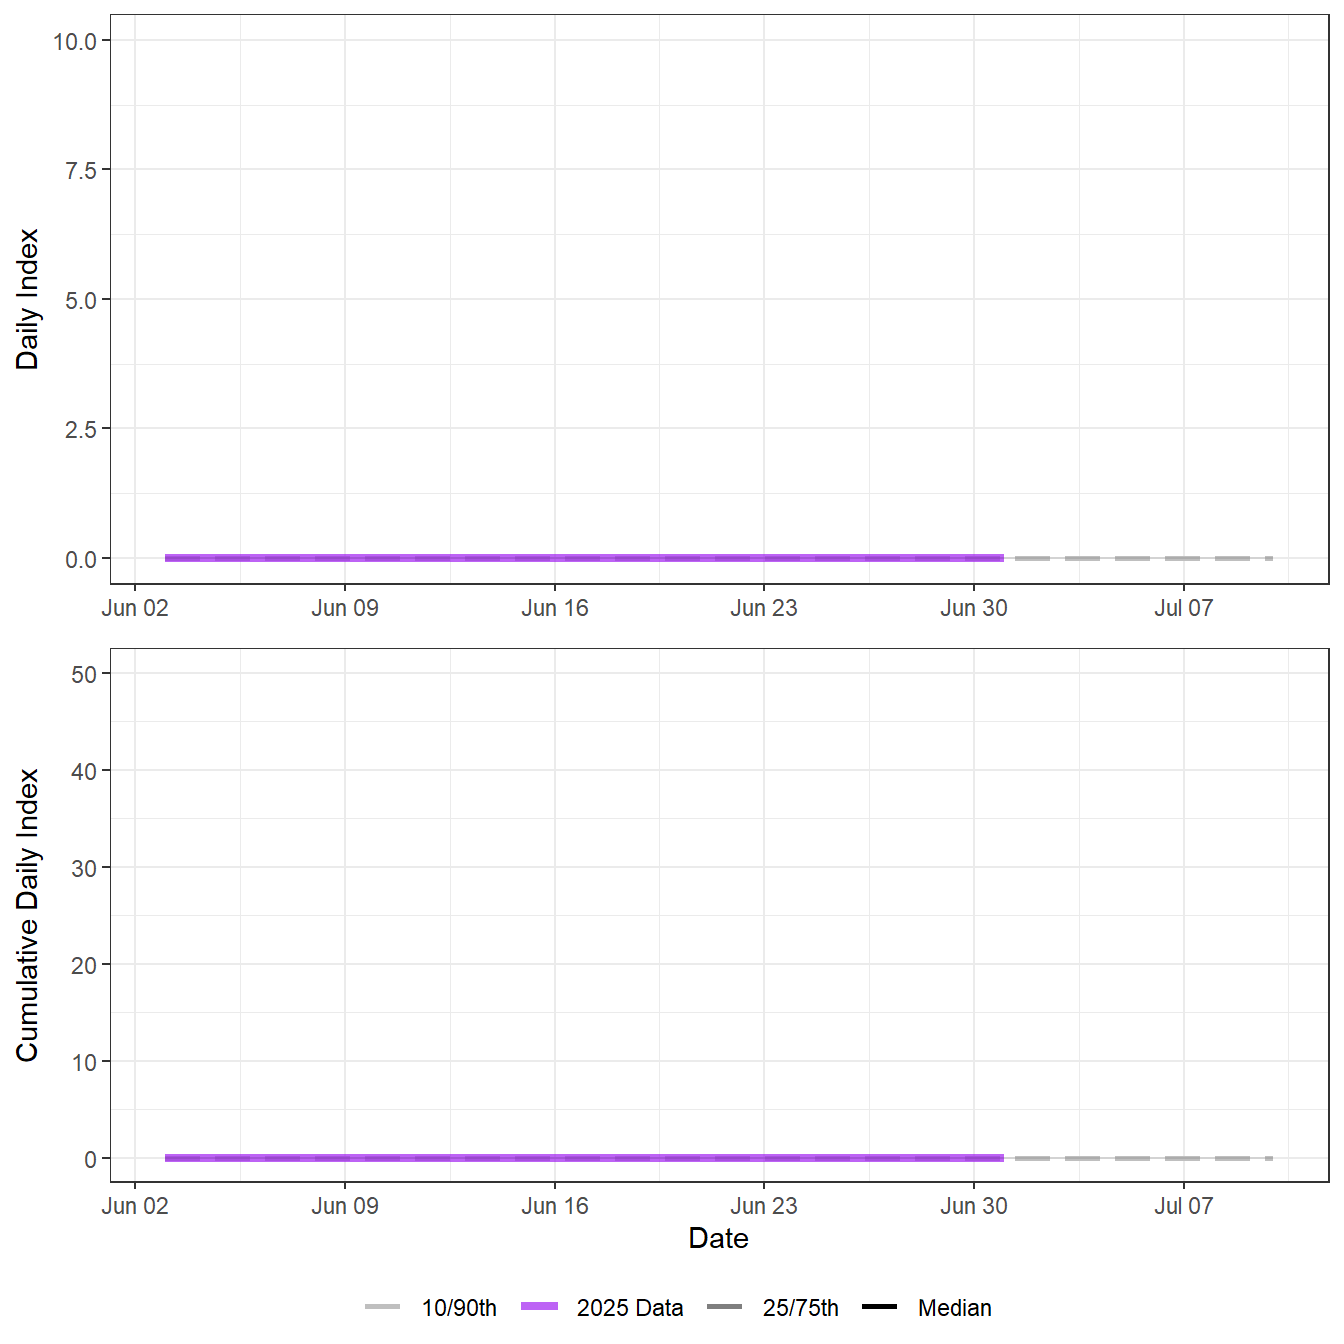 Daily Index
10.0
7.5
5.0
2.5
0.0
Jun 02 Jun 09 Jun 16 Jun 23 Jun 30 Jul 07
Cumulative Daily Index
50
40
30
20
10
0
Jun 02 Jun 09 Jun 16 Jun 23 Jun 30 Jul 07
Date
10/90th 2025 Data 25/75th Median